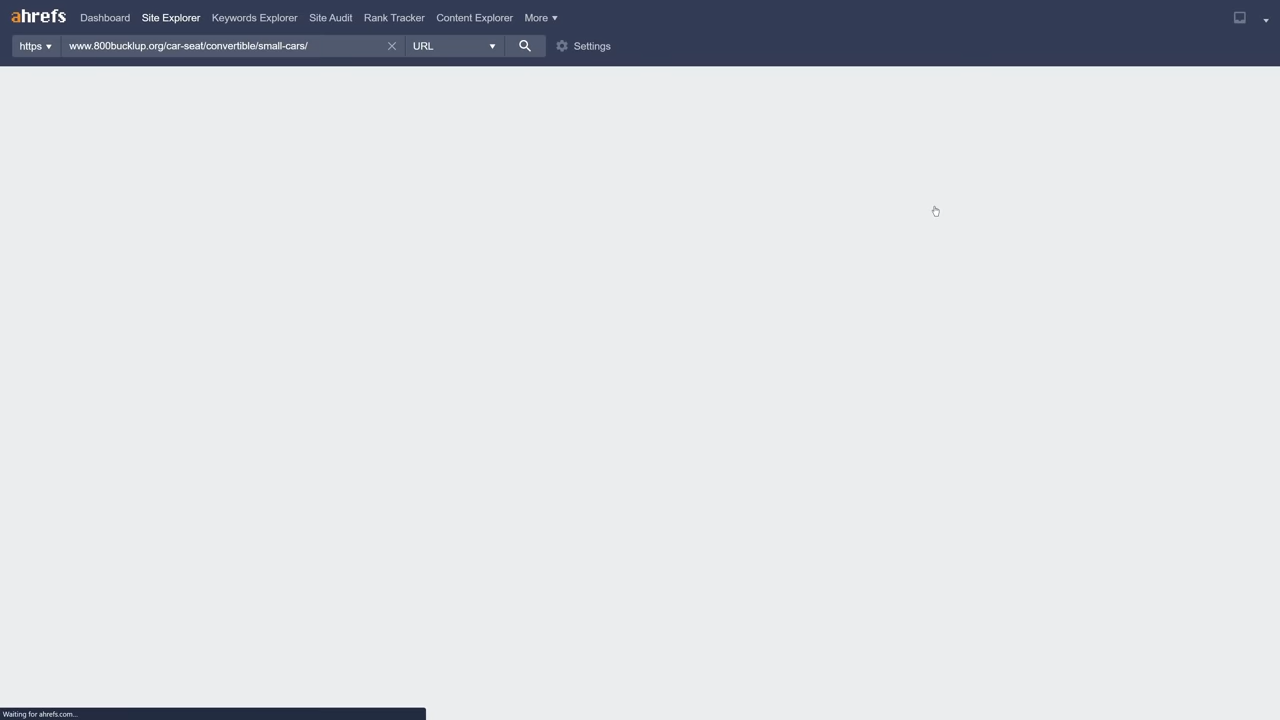 ahrefs Dashboard Site Explorer Keywords Explorer Site Audit Rank Tracker Content Explorer More
https www.800bucklup.org/car-seat/convertible/small-cars/ URL Settings
Waiting for ahrefs.com...